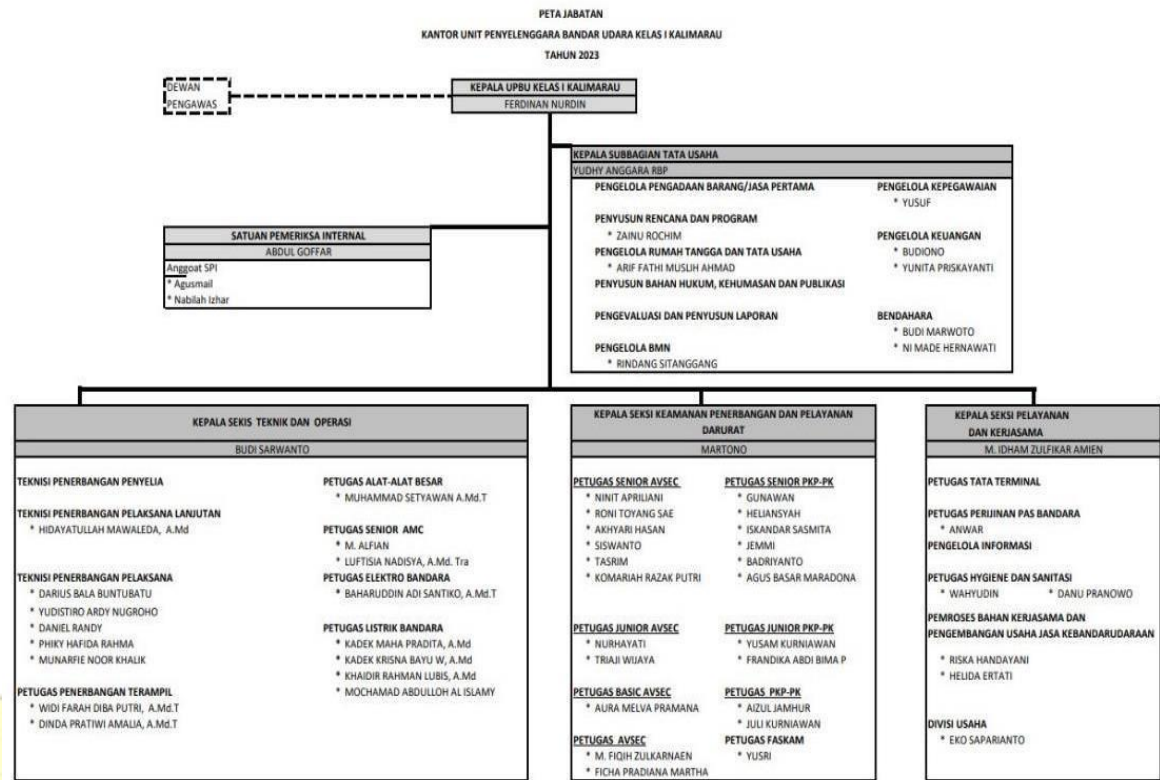 PETA JABATAN
KANTOR UNIT PENYELENGGARA BANDAR UDARA KELAS I KALIMARAU
TAHUN 2023
DEWAN
PENGAWAS
KEPALA UPBU KELAS I KALIMARAU
FERDINAN NURDIN
KEPALA SUBBAGIAN TATA USAHA
YUDHY ANGGARA RBP
PENGELOLA PENGADAAN BARANG/JASA PERTAMA
PENYUSUN RENCANA DAN PROGRAM
* ZAINU ROCHIM
PENGELOLA RUMAH TANGGA DAN TATA USAHA
* ARIF FATHI MUSLIH AHMAD
PENYUSUN BAHAN HUKUM, KEHUMASAN DAN PUBLIKASI
PENGEVALUASI DAN PENYUSUN LAPORAN
PENGELOLA BMN
* RINDANG SITANGGANG
PENGELOLA KEPEGAWAIAN
* YUSUF
PENGELOLA KEUANGAN
* BUDIONO
* YUNITA PRISKAYANTI
BENDAHARA
* BUDI MARWOTO
* NI MADE HERNAWATI
SATUAN PEMERIKSA INTERNAL
ABDUL GOFFAR
Anggoat SPI
* Agusmail
* Nabilah Izhar
KEPALA SEKIS TEKNIK DAN OPERASI
BUDI SARWANTO
TEKNISI PENERBANGAN PENYELIA
TEKNISI PENERBANGAN PELAKSANA LANJUTAN
* HIDAYATULLAH MAWALEDA, A.Md
TEKNISI PENERBANGAN PELAKSANA
* DARIUS BALA BUNTUBATU
* YUDISTIRO ARDY NUGROHO
* DANIEL RANDY
* PHIKY HAFIDA RAHMA
* MUNARFIE NOOR KHALIK
PETUGAS PENERBANGAN TERAMPIL
* WIDI FARAH DIBA PUTRI, A.Md.T
* DINDA PRATIWI AMALIA, A.Md.T
PETUGAS ALAT-ALAT BESAR
* MUHAMMAD SETYAWAN A.Md.T
PETUGAS SENIOR AMC
* M. ALFIAN
* LUFTISIA NADISYA, A.Md. Tra
PETUGAS ELEKTRO BANDARA
* BAHARUDDIN ADI SANTIKO, A.Md.T
PETUGAS LISTRIK BANDARA
* KADEK MAHA PRADITA, A.Md
* KADEK KRISNA BAYU W, A.Md
* KHAIDIR RAHMAN LUBIS, A.Md
* MOCHAMAD ABDULLOH AL ISLAMY
KEPALA SEKSI KEAMANAN PENERBANGAN DAN PELAYANAN
DARURAT
MARTONO
PETUGAS SENIOR AVSEC
* NINIT APRILIANI
* RONI TOYANG SAE
* AKHYARI HASAN
* SISWANTO
* TASRIM
* KOMARIAH RAZAK PUTRI
PETUGAS JUNIOR AVSEC
* NURHAYATI
* TRIAJI WIJAYA
PETUGAS BASIC AVSEC
* AURA MELVA PRAMANA
PETUGAS AVSEC
* M. FIQIH ZULKARNAEN
* FICHA PRADIANA MARTHA
PETUGAS SENIOR PKP-PK
* GUNAWAN
* HELIANSYAH
* ISKANDAR SASMITA
* JEMMI
* BADRIYANTO
* AGUS BASAR MARADONA
PETUGAS JUNIOR PKP-PK
* YUSAM KURNIAWAN
* FRANDIKA ABDI BIMA P
PETUGAS PKP-PK
* AIZUL JAMHUR
* JULI KURNIAWAN
PETUGAS FASKAM
* YUSRI
KEPALA SEKSI PELAYANAN
DAN KERJASAMA
M. IDHAM ZULFIKAR AMIEN
PETUGAS TATA TERMINAL
PETUGAS PERIJINAN PAS BANDARA
* ANWAR
PENGELOLA INFORMASI
PETUGAS HYGIENE DAN SANITASI
* WAHYUDIN * DANU PRANOWO
PEMROSES BAHAN KERJASAMA DAN
PENGEMBANGAN USAHA JASA KEBANDARUDARAAN
* RISKA HANDAYANI
* HELIDA ERTATI
DIVISI USAHA
* EKO SAPARIANTO